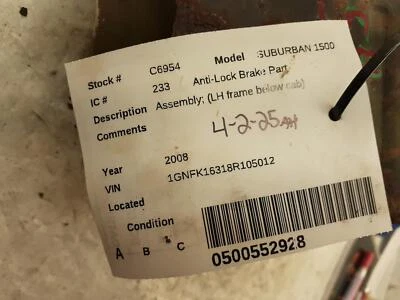 Stock # C6954 Model SUBURBAN 1500
IC # 233 Anti-Lock Brake Part
Description Assembly; (LH frame below cab)
Comments
4-2-25
Year 2008
VIN 1GNFK16318R105012
Located
Condition
A B C
0500552928